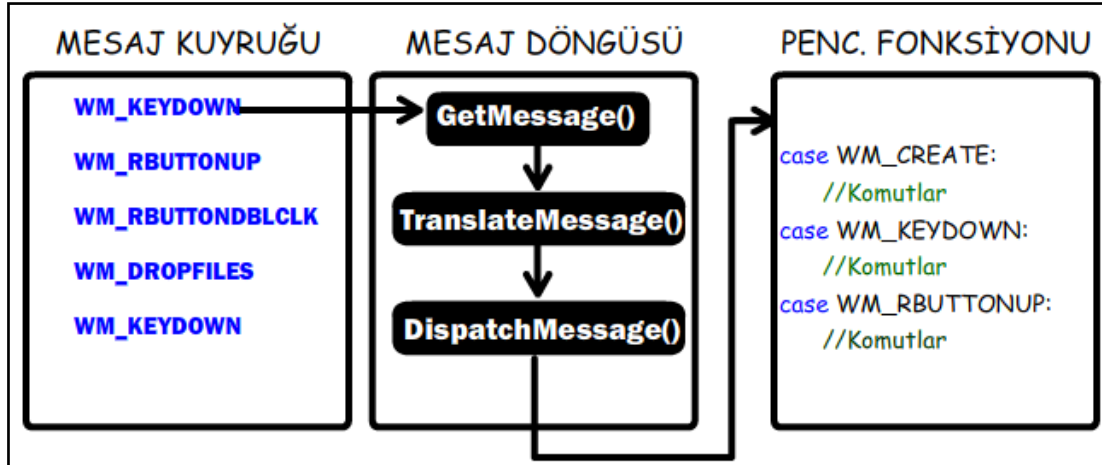 MESAJ KUYRUĞU
WM_KEYDOWN
WM_RBUTTONUP
WM_RBUTTONDBLCLK
WM_DROPFILES
WM_KEYDOWN
MESAJ DÖNGÜSÜ
GetMessage()
TranslateMessage()
DispatchMessage()
PENC. FONKSİYONU
case WM_CREATE:
//Komutlar
case WM_KEYDOWN:
//Komutlar
case WM_RBUTTONUP:
//Komutlar